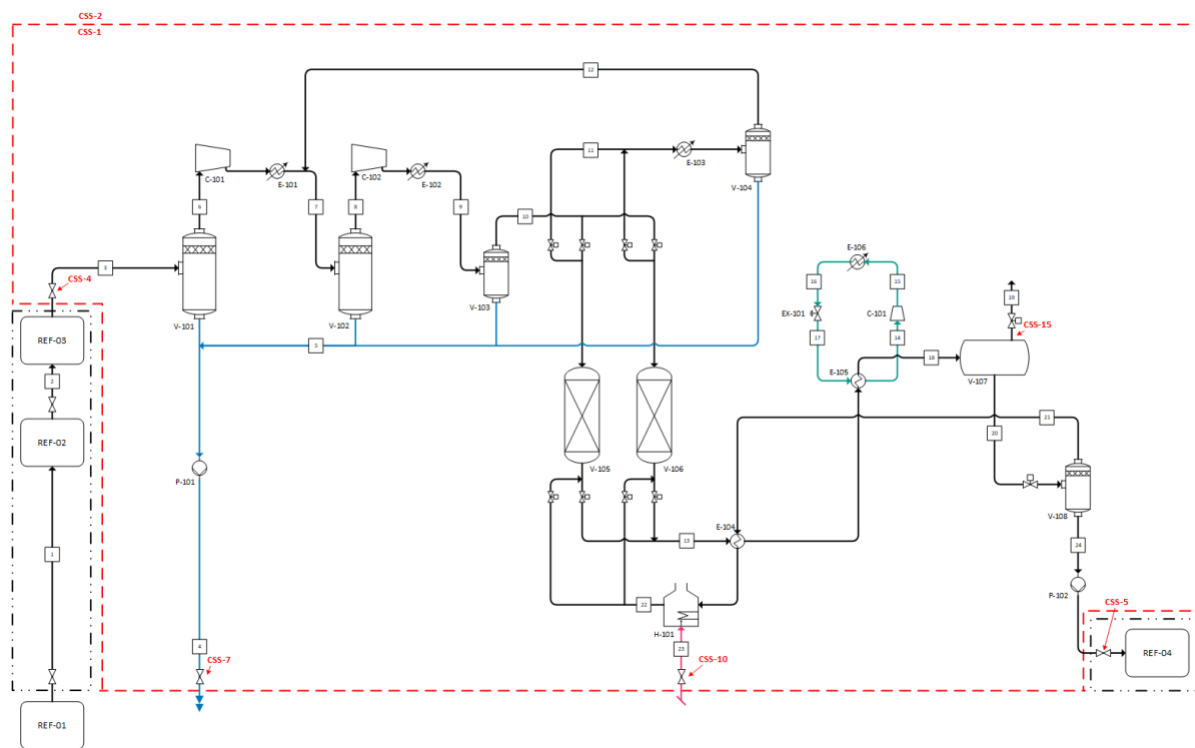 CSS-2
CSS-1
12
11
C-101
E-101
C-102
E-102
E-103
V-104
6
7
8
9
10
E-106
3
CSS-4
16
15
19
EX-101
C-101
CSS-15
V-101
V-102
V-103
17
14
REF-03
5
E-105
18
V-107
2
REF-02
21
20
V-105
V-106
P-101
V-108
E-104
13
24
1
P-102
22
CSS-5
H-101
4
23
REF-04
CSS-7
CSS-10
REF-01